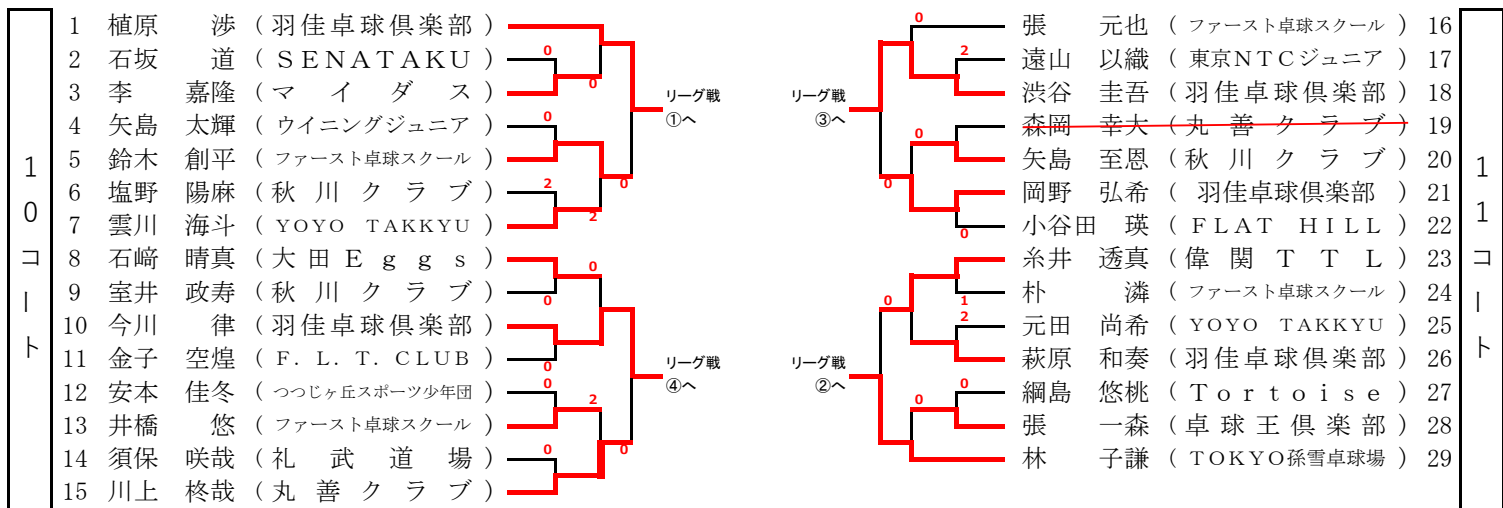 10コート
1 植原 渉 (羽佳卓球倶楽部)
2 石坂 道 (SENATAKU)
0
3 李 嘉隆 (マイダス)
0
リーグ戦
①へ
4 矢島 太輝 (ウイニングジュニア)
0
5 鈴木 創平 (ファースト卓球スクール)
6 塩野 陽麻 (秋川クラブ)
2
0
7 雲川 海斗 (YOYO TAKKYU)
2
8 石﨑 晴真 (大田Eggs)
0
9 室井 政寿 (秋川クラブ)
0
10 今川 律 (羽佳卓球倶楽部)
11 金子 空煌 (F.L.T.CLUB)
0
リーグ戦
④へ
12 安本 佳冬 (つつじヶ丘スポーツ少年団)
0
13 井橋 悠 (ファースト卓球スクール)
2
14 須保 咲哉 (礼武道場)
0
0
15 川上 柊哉 (丸善クラブ)
0
張 元也 (ファースト卓球スクール) 16
2
遠山 以織 (東京NTCジュニア) 17
渋谷 圭吾 (羽佳卓球倶楽部) 18
リーグ戦
③へ
森岡 幸大 (丸善クラブ) 19
矢島 至恩 (秋川クラブ) 20
0
岡野 弘希 (羽佳卓球倶楽部) 21
小谷田 瑛 (FLAT HILL) 22
0
糸井 透真 (偉関TTL) 23
朴 潾 (ファースト卓球スクール) 24
0
1
2
元田 尚希 (YOYO TAKKYU) 25
萩原 和奏 (羽佳卓球倶楽部) 26
リーグ戦
②へ
0
綱島 悠桃 (Tortoise) 27
0
張 一森 (卓球王倶楽部) 28
林 子謙 (TOKYO孫雪卓球場) 29
11コート